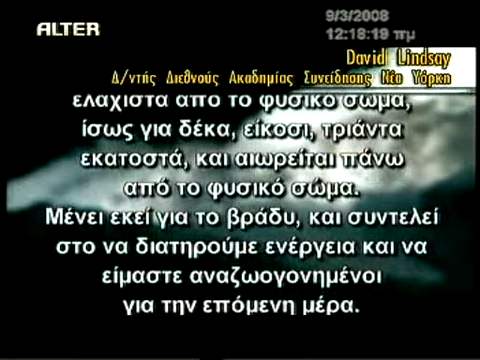 ALTER
9/3/2008
12:18:19 πμ
David Lindsay
Δ/ντής Διεθνούς Ακαδημίας Συνείδησης Νέα Υόρκη
ελάχιστα από το φυσικό σώμα,
ίσως για δέκα, είκοσι, τριάντα
εκατοστά, και αιωρείται πάνω
από το φυσικό σώμα.
Μένει εκεί για το βράδυ, και συντελεί
στο να διατηρούμε ενέργεια και να
είμαστε αναζωογονημένοι
για την επόμενη μέρα.